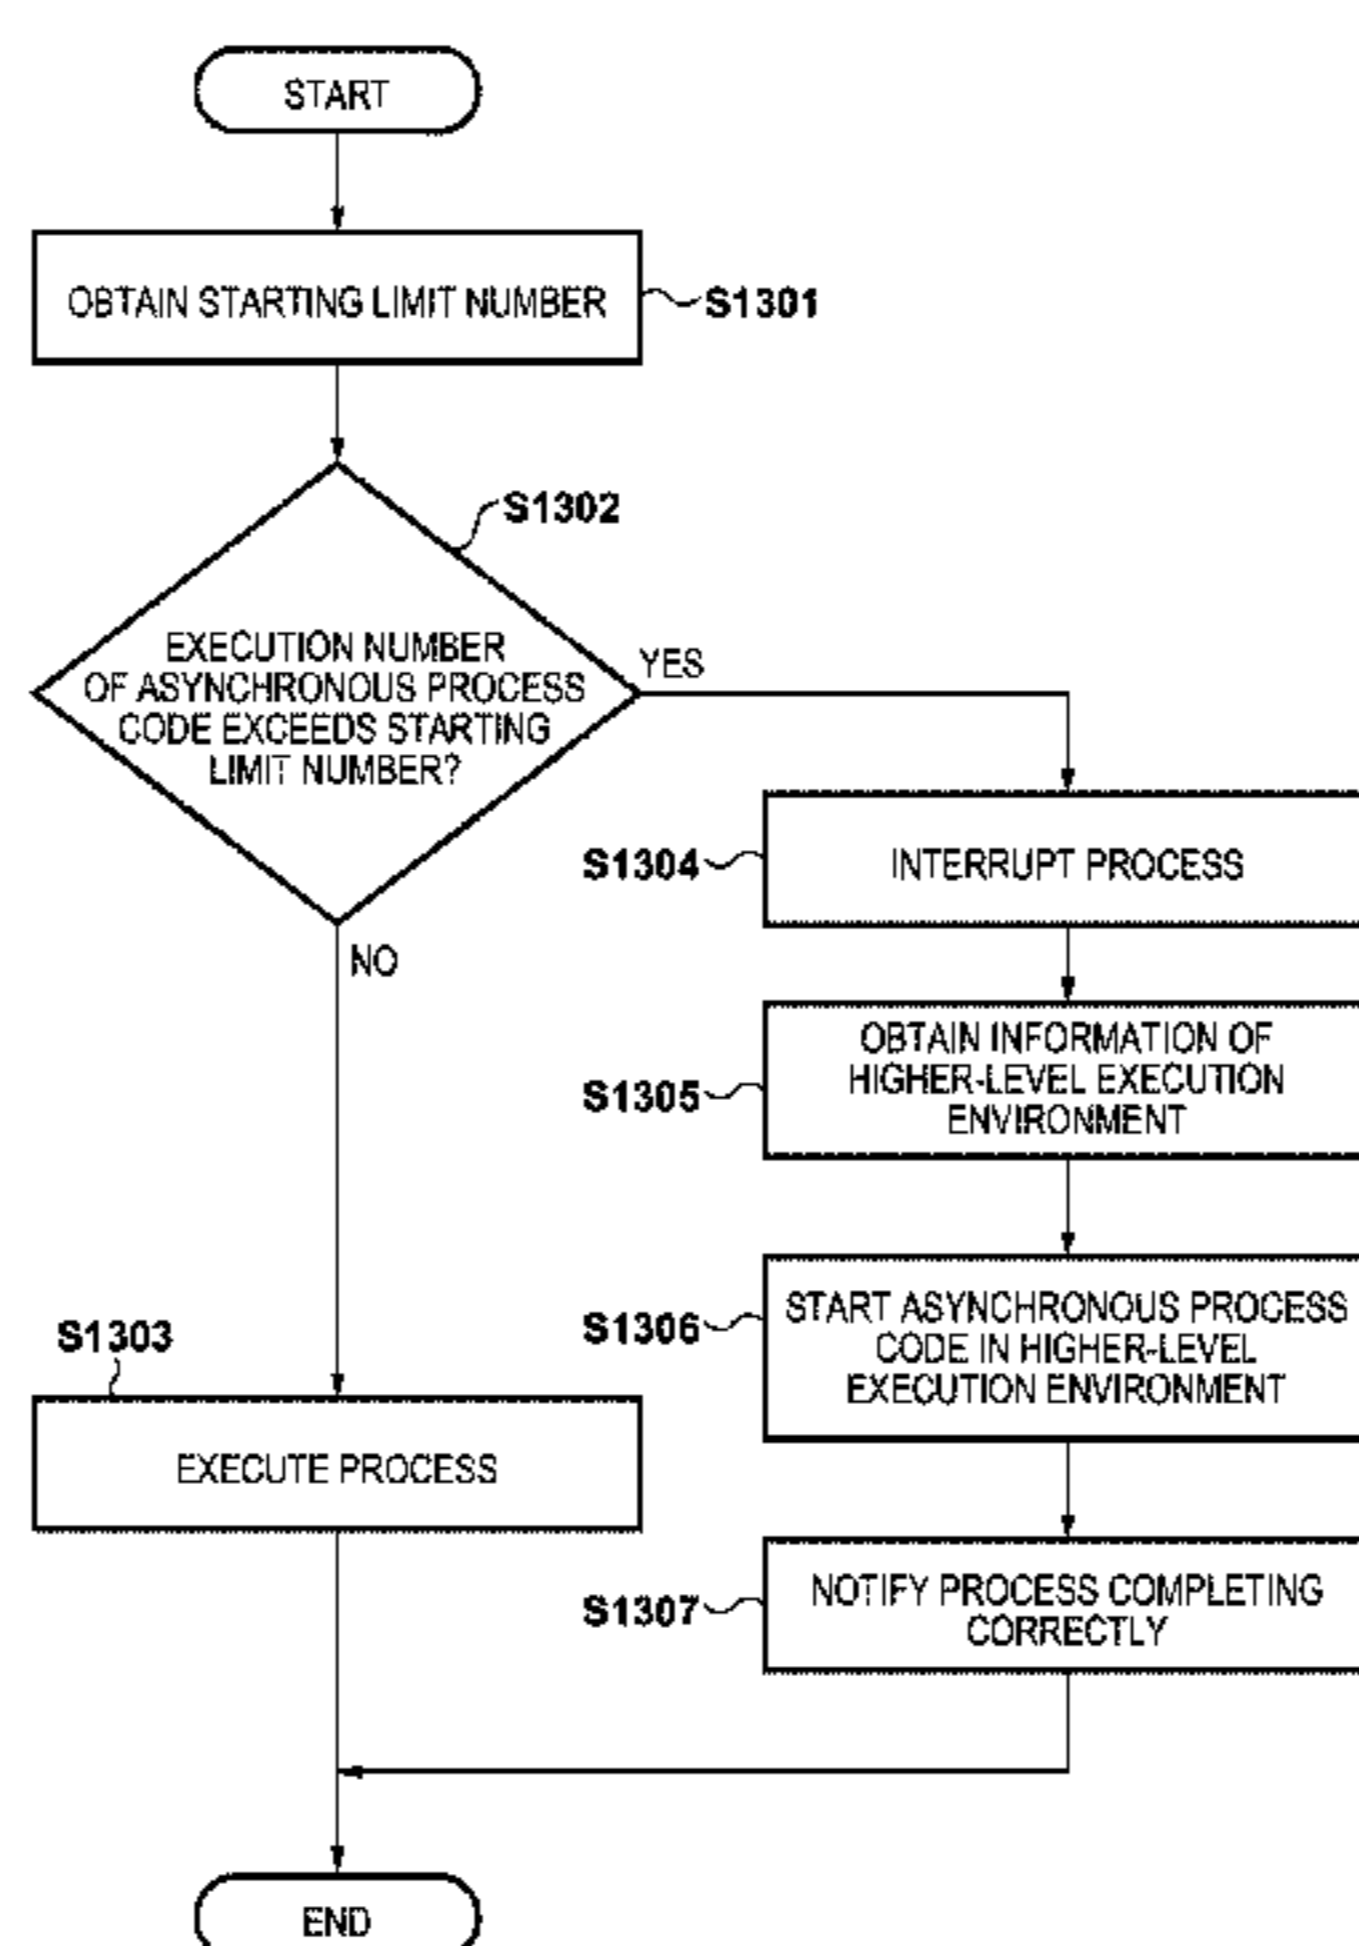 START
OBTAIN STARTING LIMIT NUMBER
S1301
S1302
EXECUTION NUMBER
OF ASYNCHRONOUS PROCESS
CODE EXCEEDS STARTING
LIMIT NUMBER?
YES
NO
S1304
INTERRUPT PROCESS
S1305
OBTAIN INFORMATION OF
HIGHER-LEVEL EXECUTION
ENVIRONMENT
S1306
START ASYNCHRONOUS PROCESS
CODE IN HIGHER-LEVEL
EXECUTION ENVIRONMENT
S1303
EXECUTE PROCESS
S1307
NOTIFY PROCESS COMPLETING
CORRECTLY
END